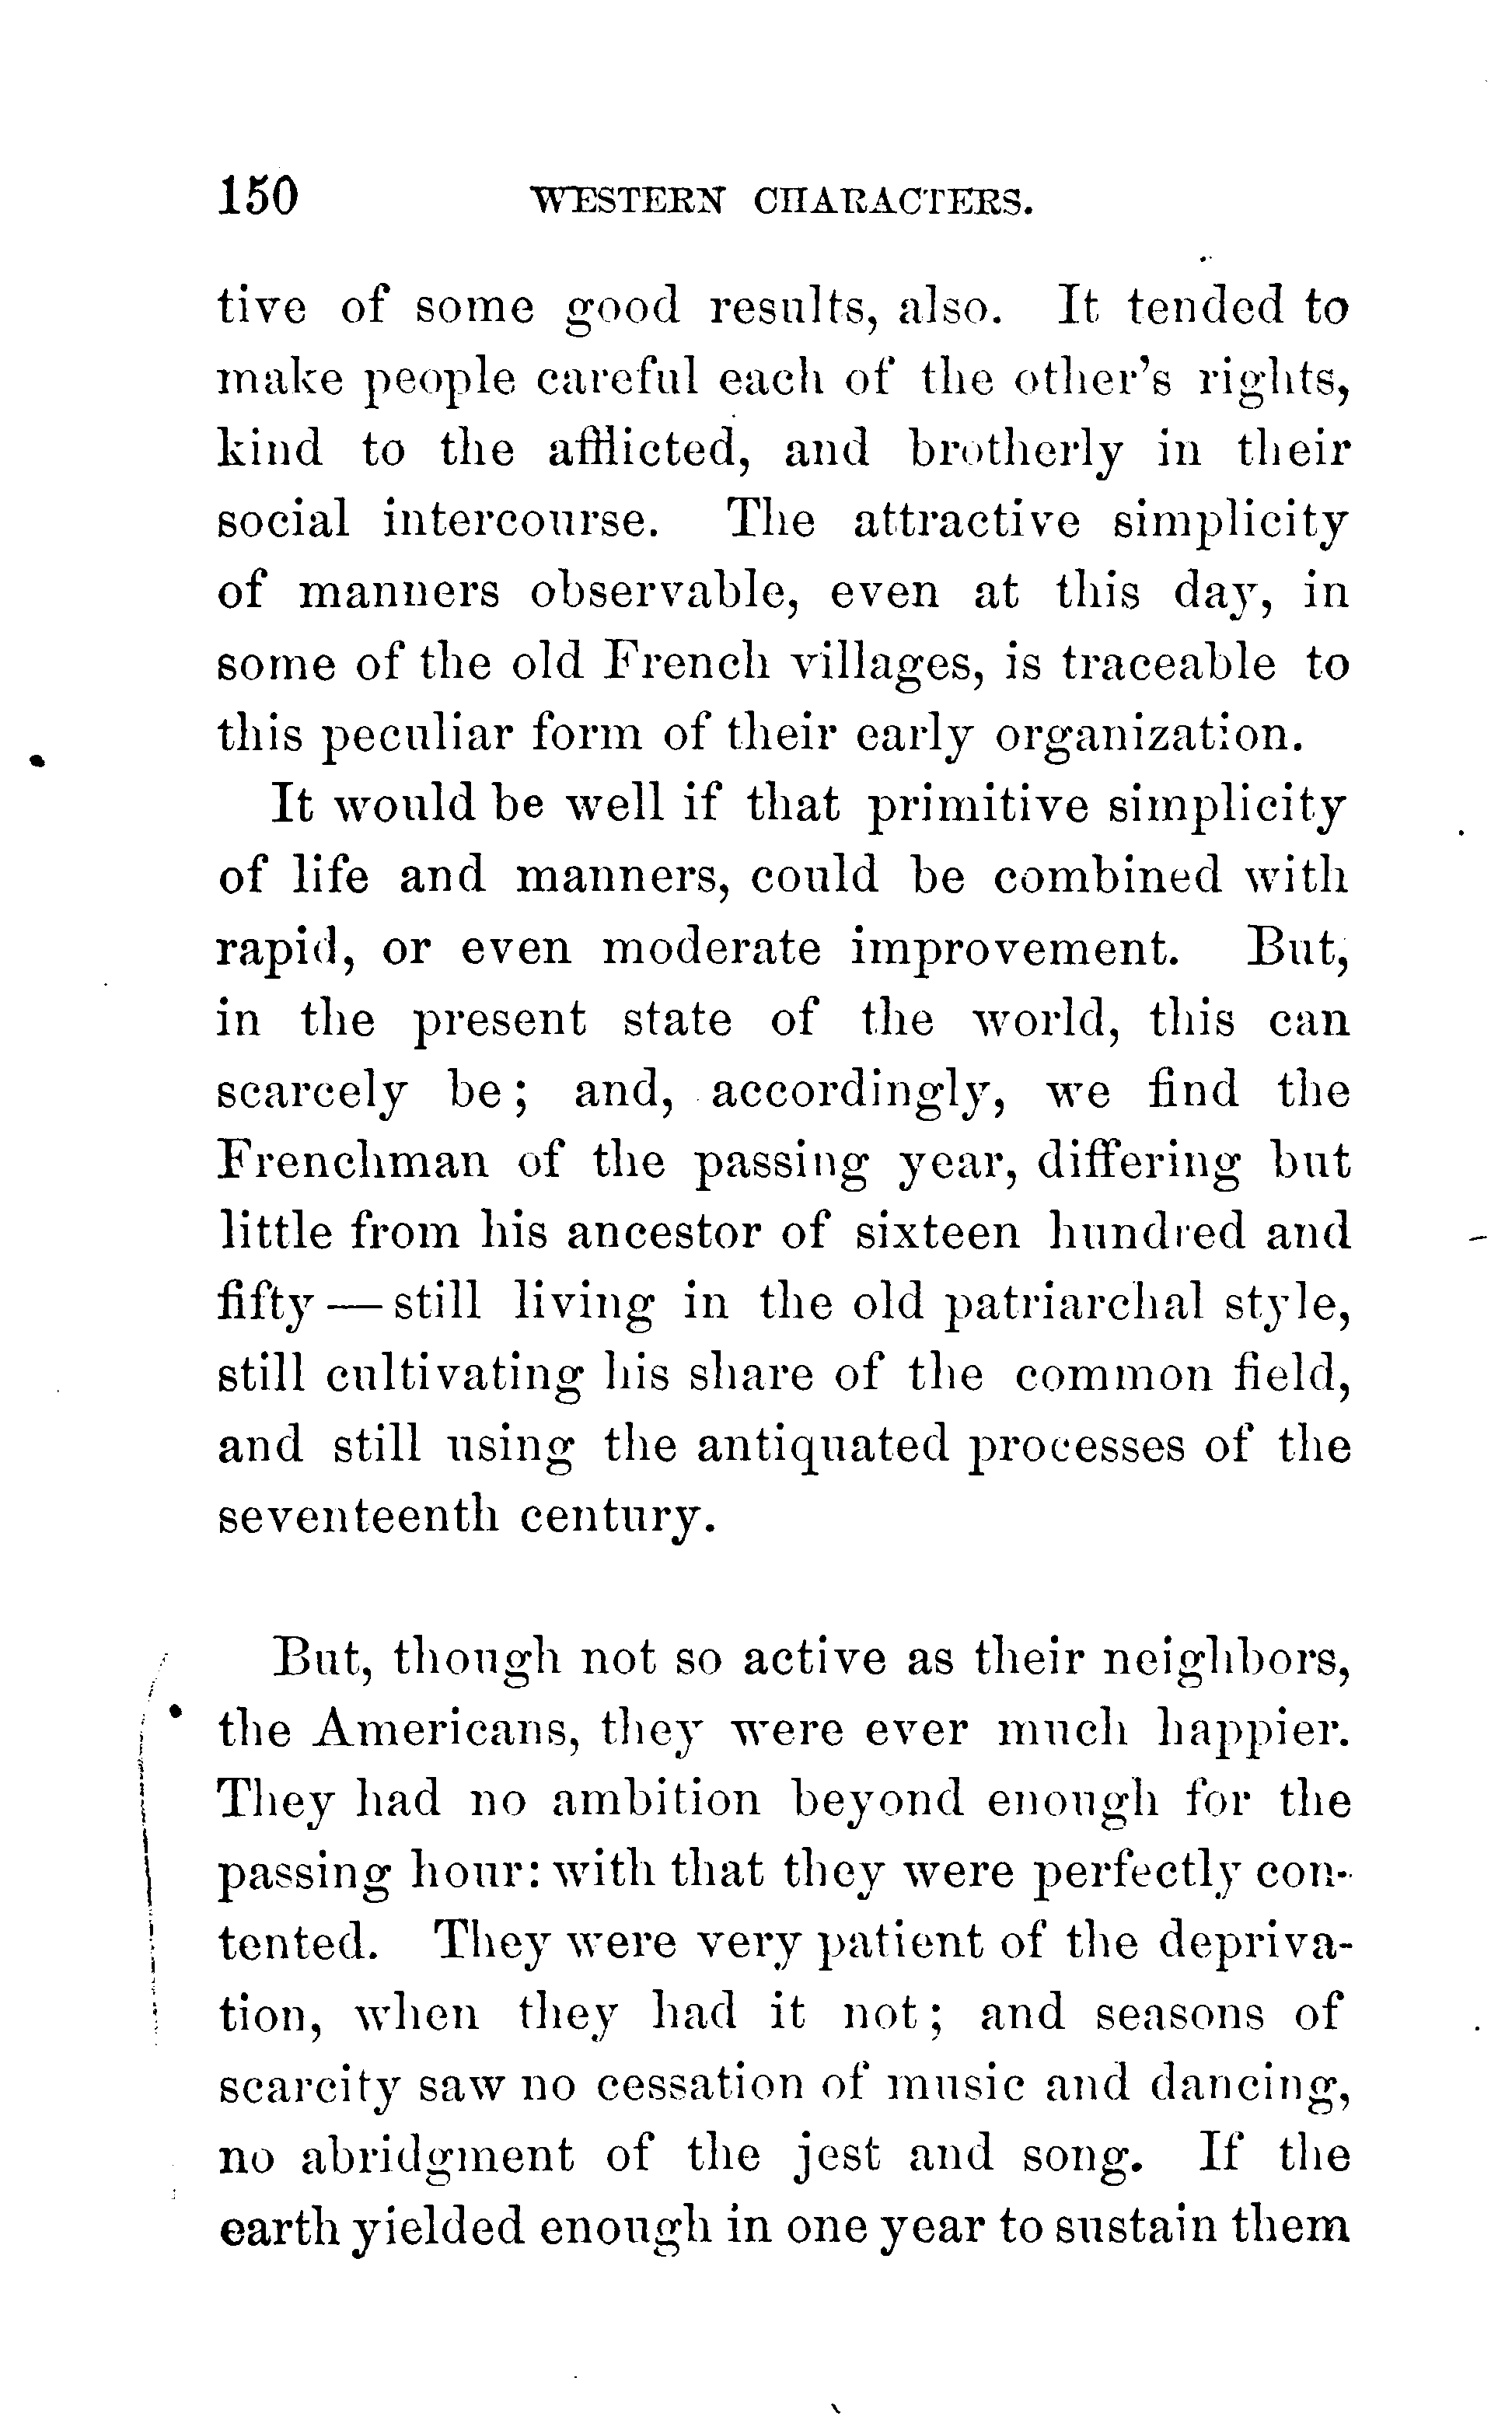 150 WESTERN CHARACTERS.
tive of some good results, also. It tended to
make people careful each of the other's rights,
kind to the afflicted, and brotherly in their
social intercourse. The attractive simplicity
of manners observable, even at this day, in
some of the old French villages, is traceable to
this peculiar form of their early organization.
It would be well if that primitive simplicity
of life and manners, could be combined with
rapid, or even moderate improvement. But,
in the present state of the world, this can
scarcely be; and, accordingly, we find the
Frenchman of the passing year, differing but
little from his ancestor of sixteen hundred and
fifty — still living in the old patriarchal style,
still cultivating his share of the common field,
and still using the antiquated processes of the
seventeenth century.
But, though not so active as their neighbors,
the Americans, they were ever much happier.
They had no ambition beyond enough for the
passing hour: with that they were perfectly con-
tented. They were very patient of the depriva-
tion, when they had it not; and seasons of
scarcity saw no cessation of music and dancing,
no abridgment of the jest and song. If the
earth yielded enough in one year to sustain them